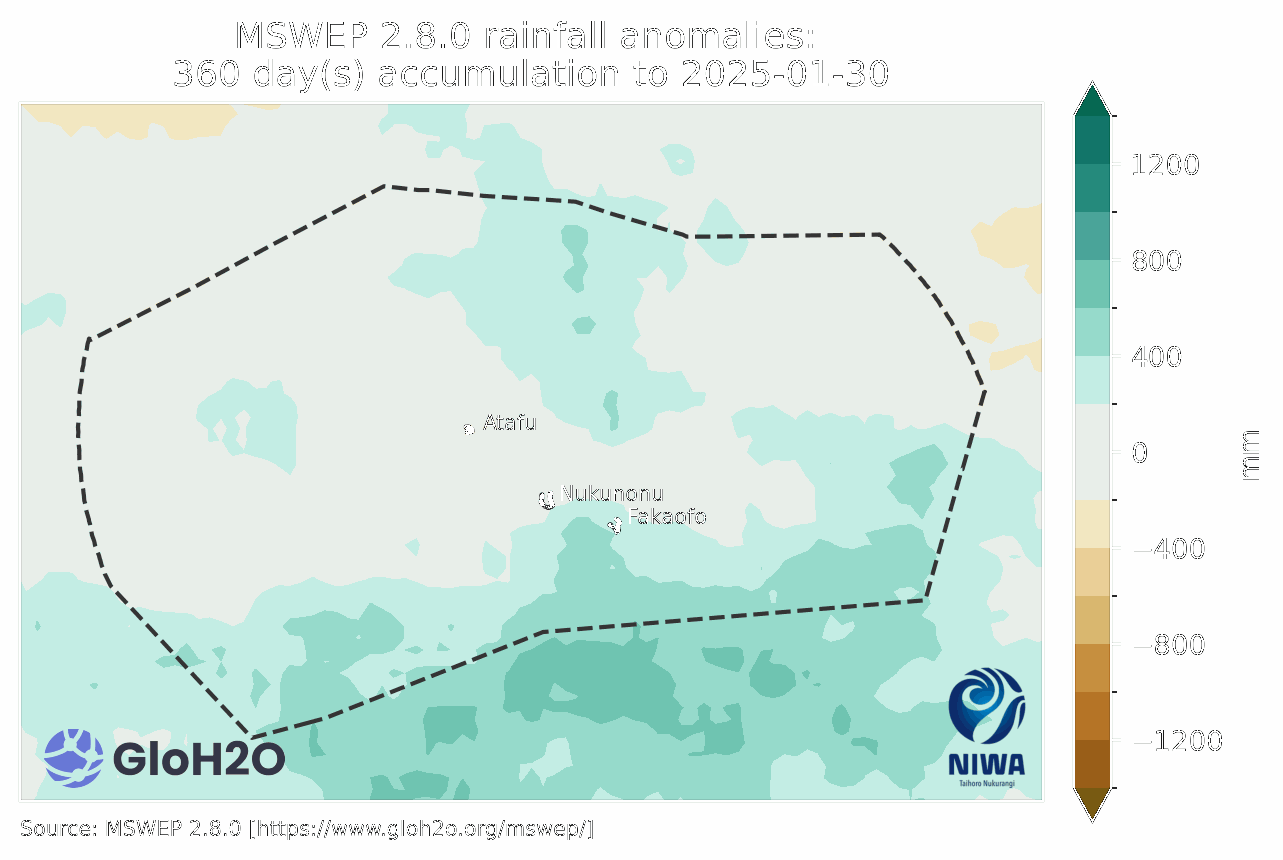 MSWEP 2.8.0 rainfall anomalies:
360 day(s) accumulation to 2025-01-30
1200
800
400
0
−400
−800
−1200
mm
Atafu
Nukunonu
Fakaofo
GloH2O
NIWA
Taihoro Nukurangi
Source: MSWEP 2.8.0 [https://www.gloh2o.org/mswep/]